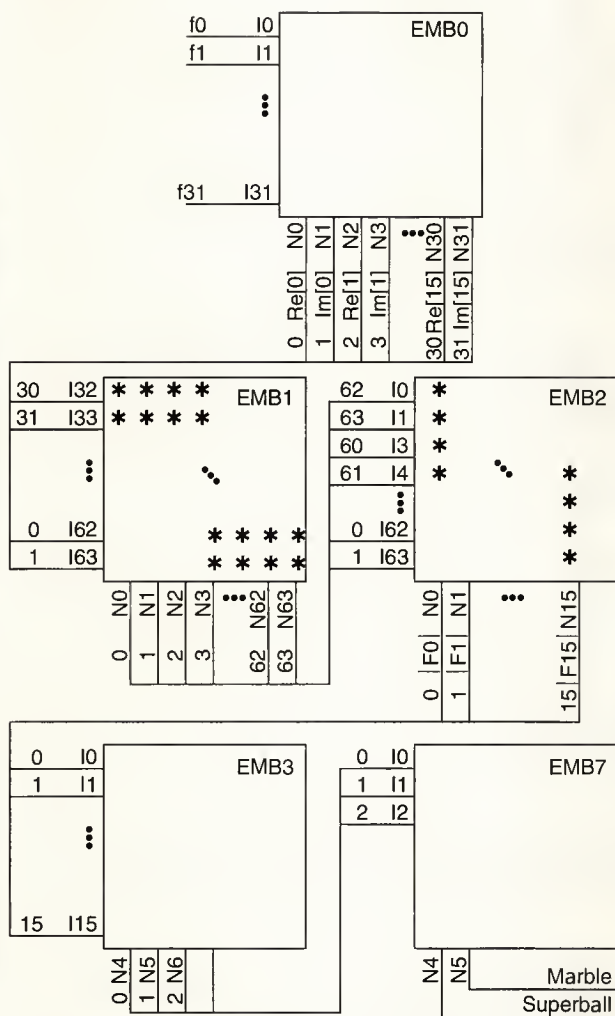 f0 I0 EMB0
f1 I1
f31 I31
0 Re[0] N0
1 Im[0] N1
2 Re[1] N2
3 Im[1] N3
30 Re[15] N30
31 Im[15] N31
30 I32 * * * * EMB1
31 I33 * * * *
0 I62 * * * *
1 I63 * * * *
0 N0
1 N1
2 N2
3 N3
62 N62
63 N63
62 I0 * EMB2
63 I1 *
60 I3 *
61 I4 * *
*
0 I62 *
1 I63 *
0 |F0| N0
1 |F1| N1
15 |F15| N15
0 I0 EMB3
1 I1
15 I15
0 N4
1 N5
2 N6
0 I0 EMB7
1 I1
2 I2
N4
N5
Marble
Superball